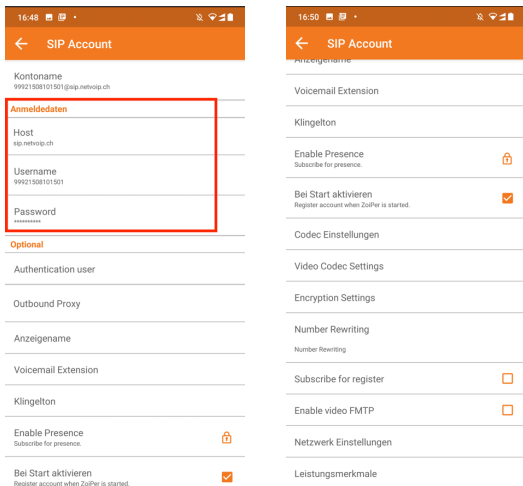 16:48
SIP Account
Kontoname
99921508101501@sip.netvoip.ch
Anmeldedaten
Host
sip.netvoip.ch
Username
99921508101501
Password
**********
Optional
Authentication user
Outbound Proxy
Anzeigename
Voicemail Extension
Klingelton
Enable Presence
Subscribe for presence.
Bei Start aktivieren
Register account when ZoiPer is started.
16:50
SIP Account
Anzeigename
Voicemail Extension
Klingelton
Enable Presence
Subscribe for presence.
Bei Start aktivieren
Register account when ZoiPer is started.
Codec Einstellungen
Video Codec Settings
Encryption Settings
Number Rewriting
Number Rewriting
Subscribe for register
Enable video FMTP
Netzwerk Einstellungen
Leistungsmerkmale